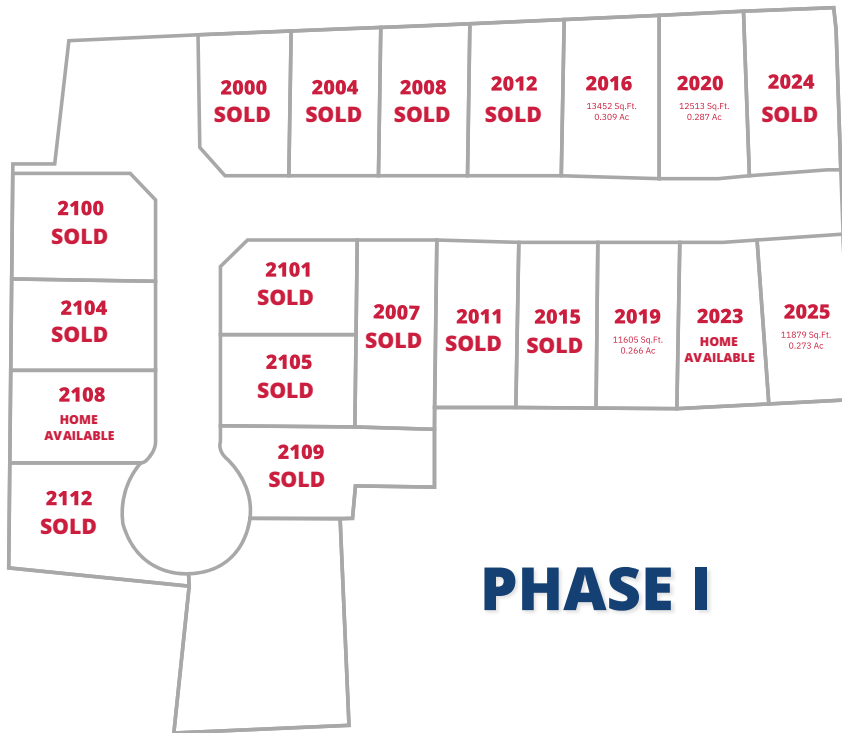 2000
SOLD
2004
SOLD
2008
SOLD
2012
SOLD
2016
13452 Sq.Ft.
0.309 Ac
2020
12513 Sq.Ft.
0.287 Ac
2024
SOLD
2100
SOLD
2104
SOLD
2108
HOME
AVAILABLE
2112
SOLD
2101
SOLD
2105
SOLD
2109
SOLD
2007
SOLD
2011
SOLD
2015
SOLD
2019
11605 Sq.Ft.
0.266 Ac
2023
HOME
AVAILABLE
2025
11879 Sq.Ft.
0.273 Ac
PHASE I